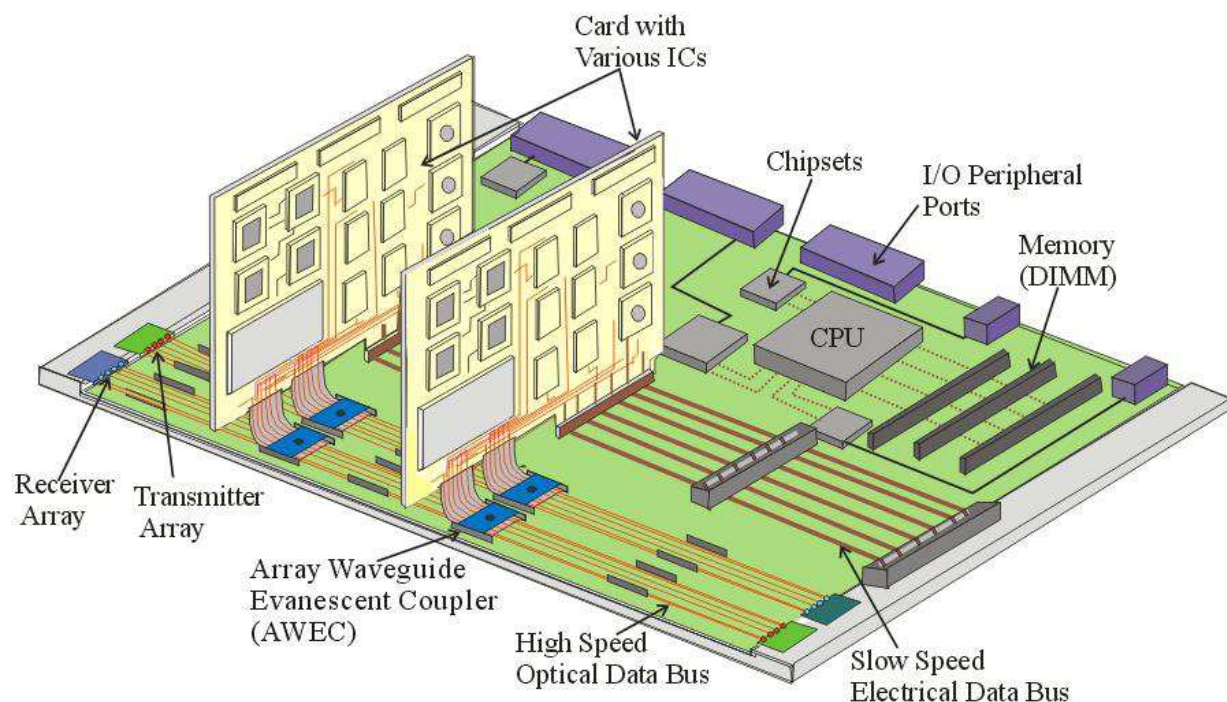 Card with
Various ICs
Chipsets
I/O Peripheral
Ports
Memory
(DIMM)
CPU
Receiver
Array
Transmitter
Array
Array Waveguide
Evanescent Coupler
(AWEC)
High Speed
Optical Data Bus
Slow Speed
Electrical Data Bus